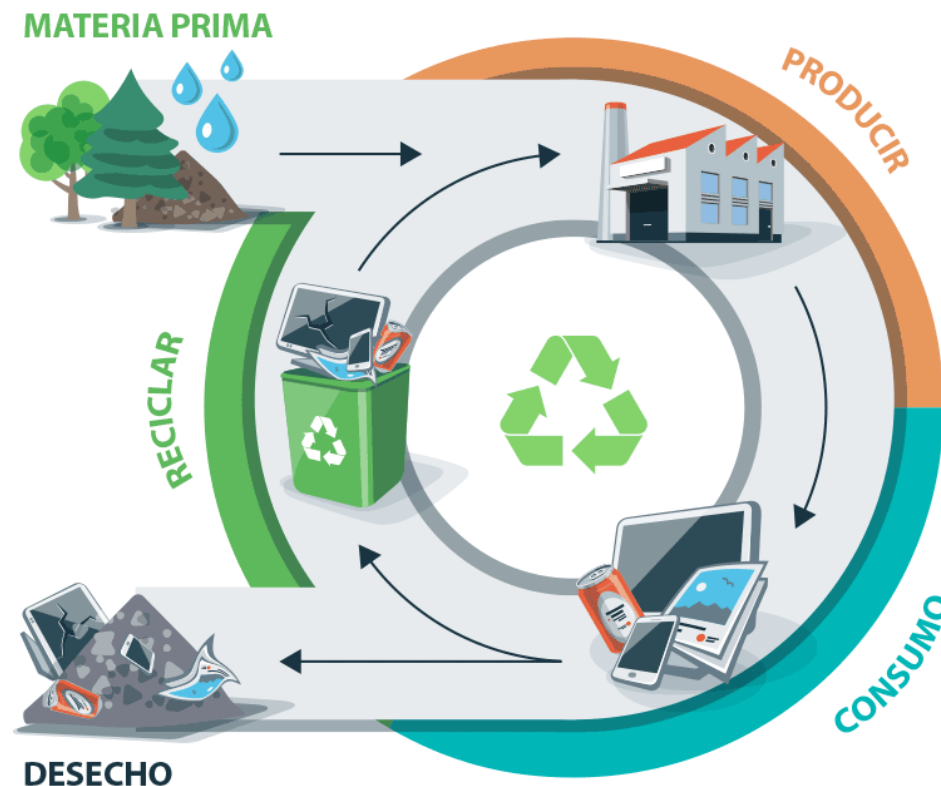 MATERIA PRIMA
PRODUCIR
RECICLAR
CONSUMO
DESECHO